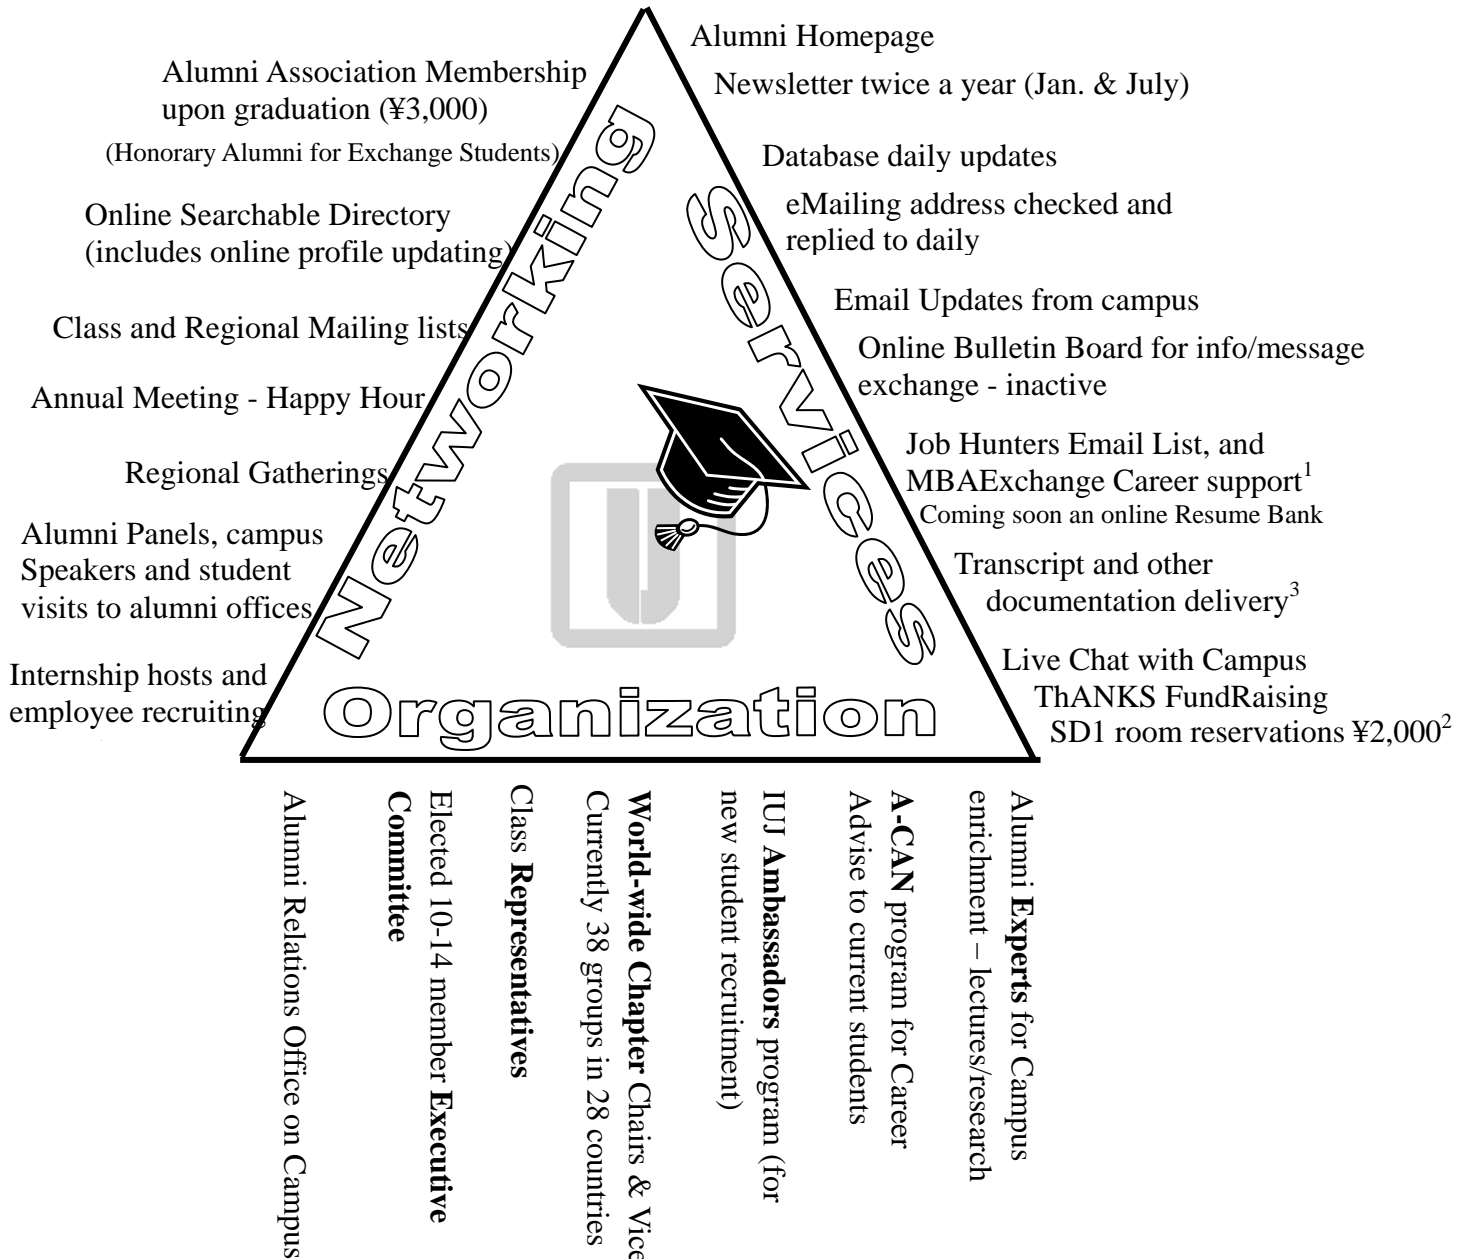 Alumni Association Membership
upon graduation (¥3,000)
(Honorary Alumni for Exchange Students)
Online Searchable Directory
(includes online profile updating)
Class and Regional Mailing lists
Annual Meeting - Happy Hour
Regional Gatherings
Alumni Panels, campus
Speakers and student
visits to alumni offices
Internship hosts and
employee recruiting
Networking
Services
Organization
Alumni Homepage
Newsletter twice a year (Jan. & July)
Database daily updates
eMailing address checked and
replied to daily
Email Updates from campus
Online Bulletin Board for info/message
exchange - inactive
Job Hunters Email List, and
MBAExchange Career support1
Coming soon an online Resume Bank
Transcript and other
documentation delivery3
Live Chat with Campus
ThANKS FundRaising
SD1 room reservations ¥2,0002
Alumni Relations Office on Campus
Elected 10-14 member Executive
Committee
Class Representatives
World-wide Chapter Chairs & Vice
Currently 38 groups in 28 countries
IUJ Ambassadors program (for
new student recruitment)
A-CAN program for Career
Advise to current students
Alumni Experts for Campus
enrichment – lectures/research